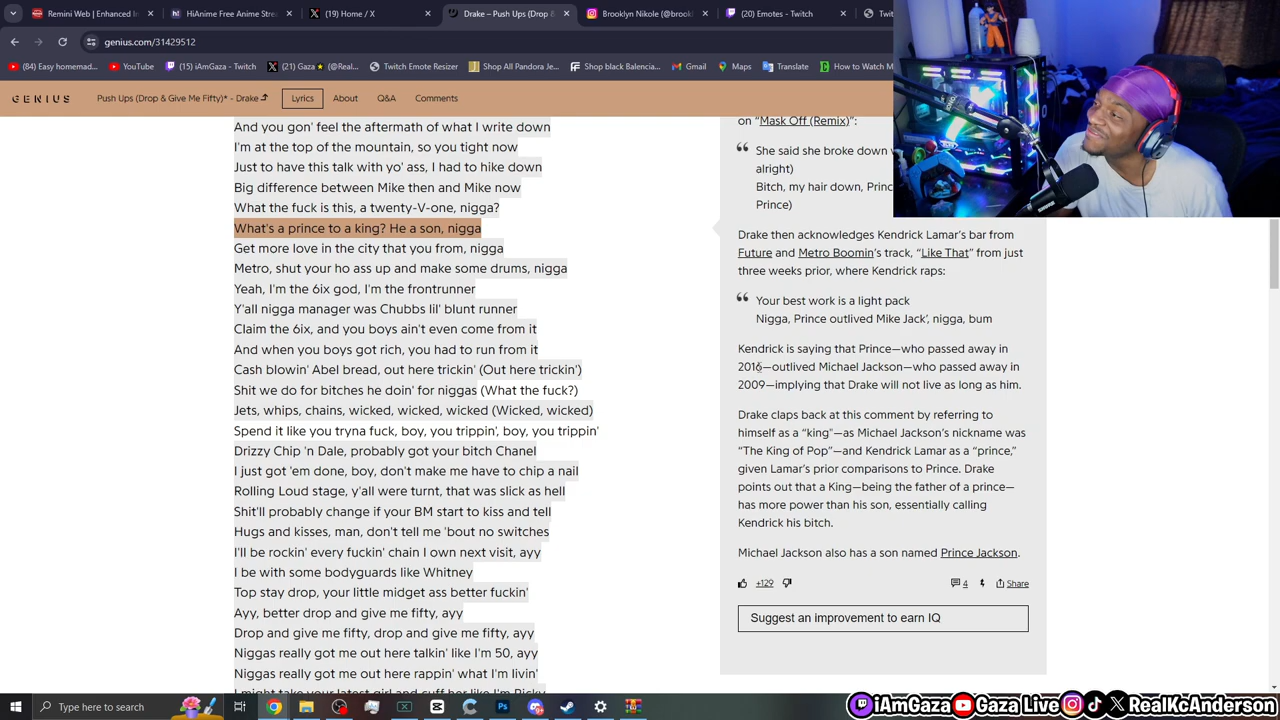 Remini Web | Enhanced k
HiAnime Free Anime Stre
(1) Home / X
Drake – Push Ups (Drop &
Brooklyn Nikole (@brook
(20) Emotes - Twitch
Tw
genius.com/31429512
(84) Easy homemad...
YouTube
(15) iAmGaza - Twitch
Gaza (@Real...
Twitch Emote Resizer
Shop All Pandora Je...
Shop black Balencia...
Gmail
Maps
Translate
How to Watch M
GENIUS
Push Ups (Drop & Give Me Fifty)* - Drake
Lyrics
About
Q&A
Comments
And you gon' feel the aftermath of what I write down
I'm at the top of the mountain, so you tight now
Just to have this talk with yo' ass, I had to hike down
Big difference between Mike then and Mike now
What the fuck is this, a twenty-V-one, nigga?
What's a prince to a king? He a son, nigga
Get more love in the city that you from, nigga
Metro, shut your ho ass up and make some drums, nigga
Yeah, I'm the 6ix god, I'm the frontrunner
Y'all nigga manager was Chubbs lil' blunt runner
Claim the 6ix, and you boys ain't even come from it
And when you boys got rich, you had to run from it
Cash blowin' Abel bread, out here trickin' (Out here trickin')
Shit we do for bitches he doin' for niggas (What the fuck?)
Jets, whips, chains, wicked, wicked, wicked (Wicked, wicked)
Spend it like you tryna fuck, boy, you trippin', boy, you trippin'
Drizzy Chip 'n Dale, probably got your bitch Chanel
I just got 'em done, boy, don't make me have to chip a nail
Rolling Loud stage, y'all were turnt, that was slick as hell
Shit'll probably change if your BM start to kiss and tell
Hugs and kisses, man, don't tell me 'bout no switches
I'll be rockin' every fuckin' chain I own next visit, ayy
I be with some bodyguards like Whitney
Top stay drop, your little midget ass better fuckin'
Ayy, better drop and give me fifty, ayy
Drop and give me fifty, drop and give me fifty, ayy
Niggas really got me out here talkin' like I'm 50, ayy
Niggas really got me out here rappin' what I'm livin'
I might take your latest girl and cuff her like I'm Ricky
on “Mask Off (Remix)”:
She said she broke down
alright)
Bitch, my hair down, Princ
Prince)
Drake then acknowledges Kendrick Lamar's bar from
Future and Metro Boomin's track, “Like That” from just
three weeks prior, where Kendrick raps:
Your best work is a light pack
Nigga, Prince outlived Mike Jack', nigga, bum
Kendrick is saying that Prince—who passed away in
2016—outlived Michael Jackson—who passed away in
2009—implying that Drake will not live as long as him.
Drake claps back at this comment by referring to
himself as a “king”—as Michael Jackson's nickname was
“The King of Pop”—and Kendrick Lamar as a “prince,”
given Lamar's prior comparisons to Prince. Drake
points out that a King—being the father of a prince—
has more power than his son, essentially calling
Kendrick his bitch.
Michael Jackson also has a son named Prince Jackson.
+129
4
Share
Suggest an improvement to earn IQ
Type here to search
iAmGaza Gaza Live RealKcAnderson